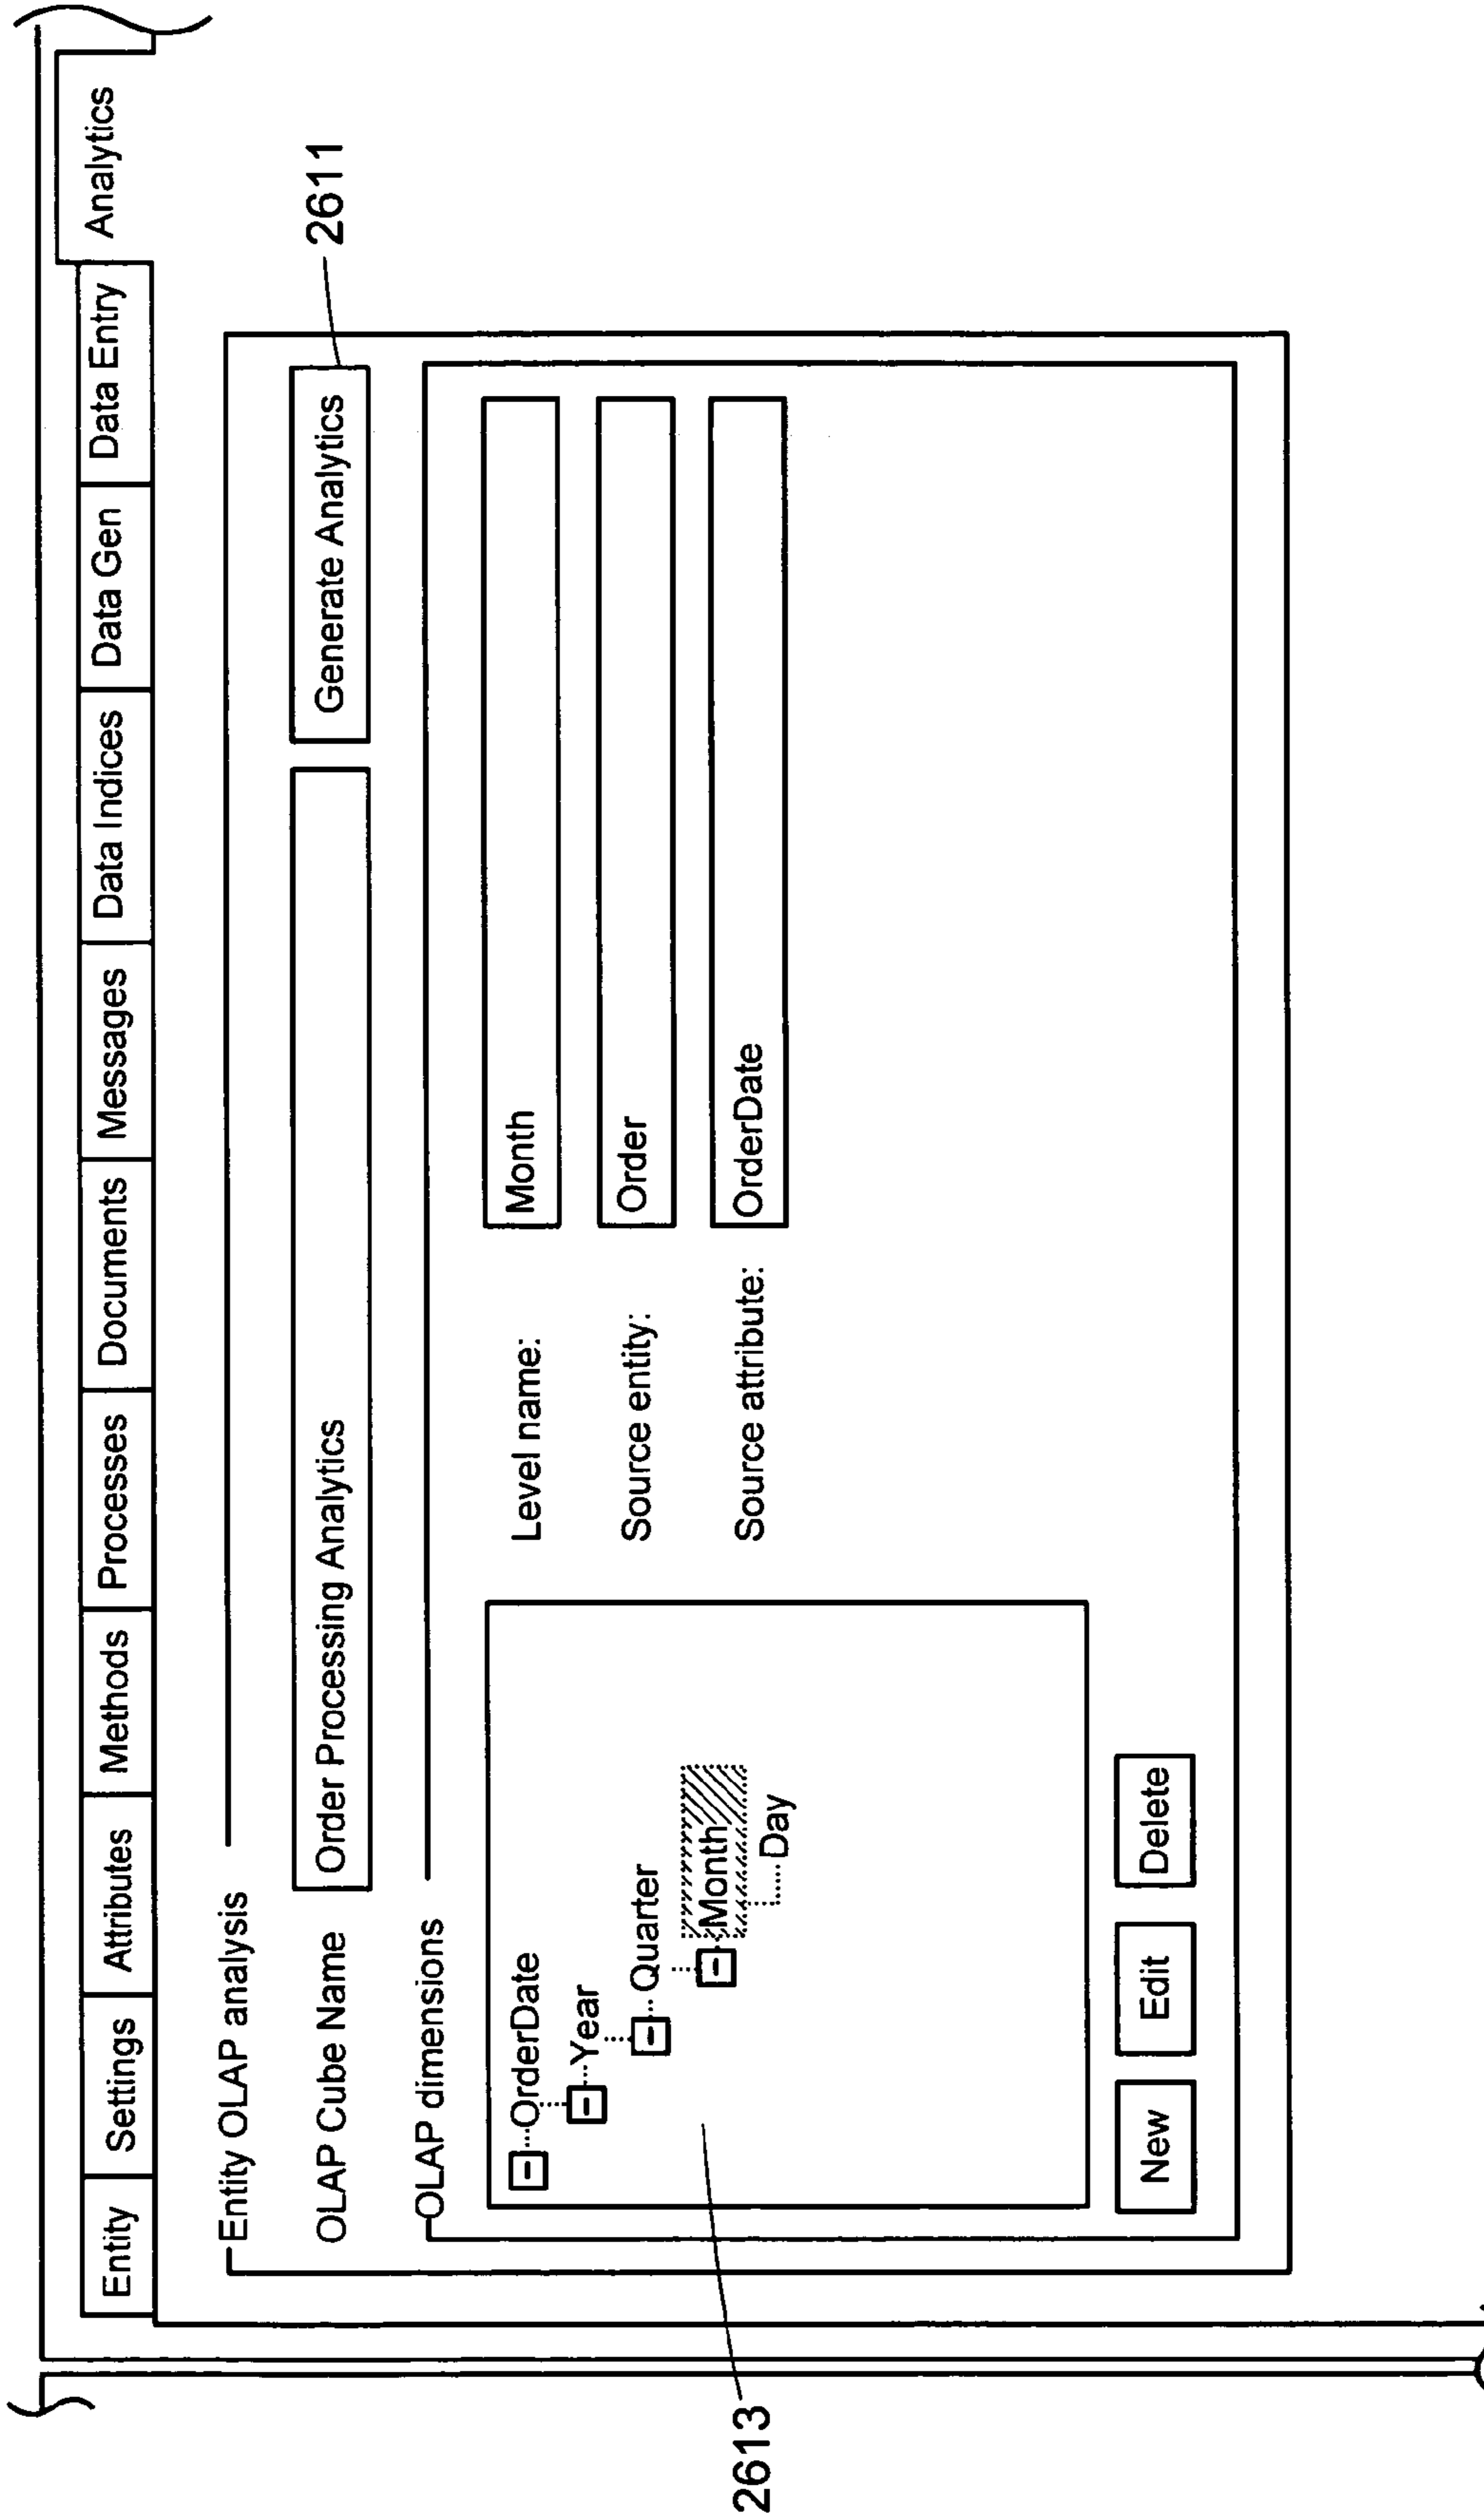 Entity Settings Attributes Methods Processes Documents Messages Data Indices Data Gen Data Entry Analytics
Entity OLAP analysis
OLAP Cube Name Order Processing Analytics Generate Analytics
2611
OLAP dimensions
OrderDate
Year
Quarter
Month
Day
Level name: Month
Source entity: Order
Source attribute: OrderDate
New Edit Delete
2613